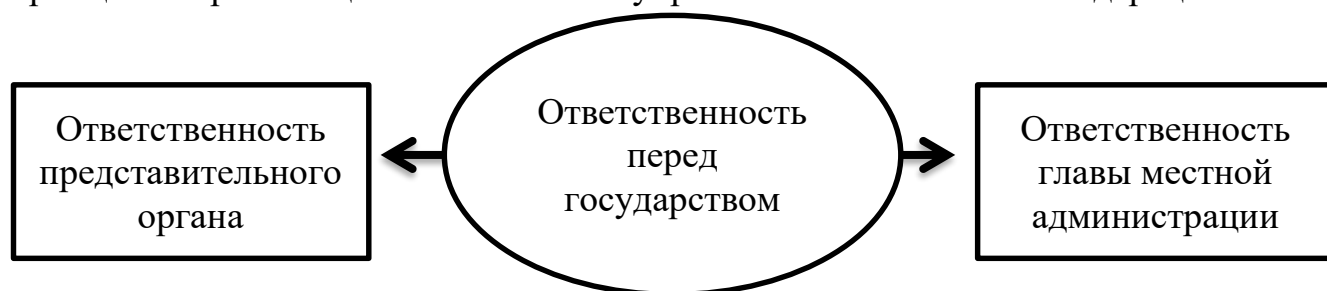 Ответственность
представительного
органа
Ответственность
перед
государством
Ответственность
главы местной
администрации